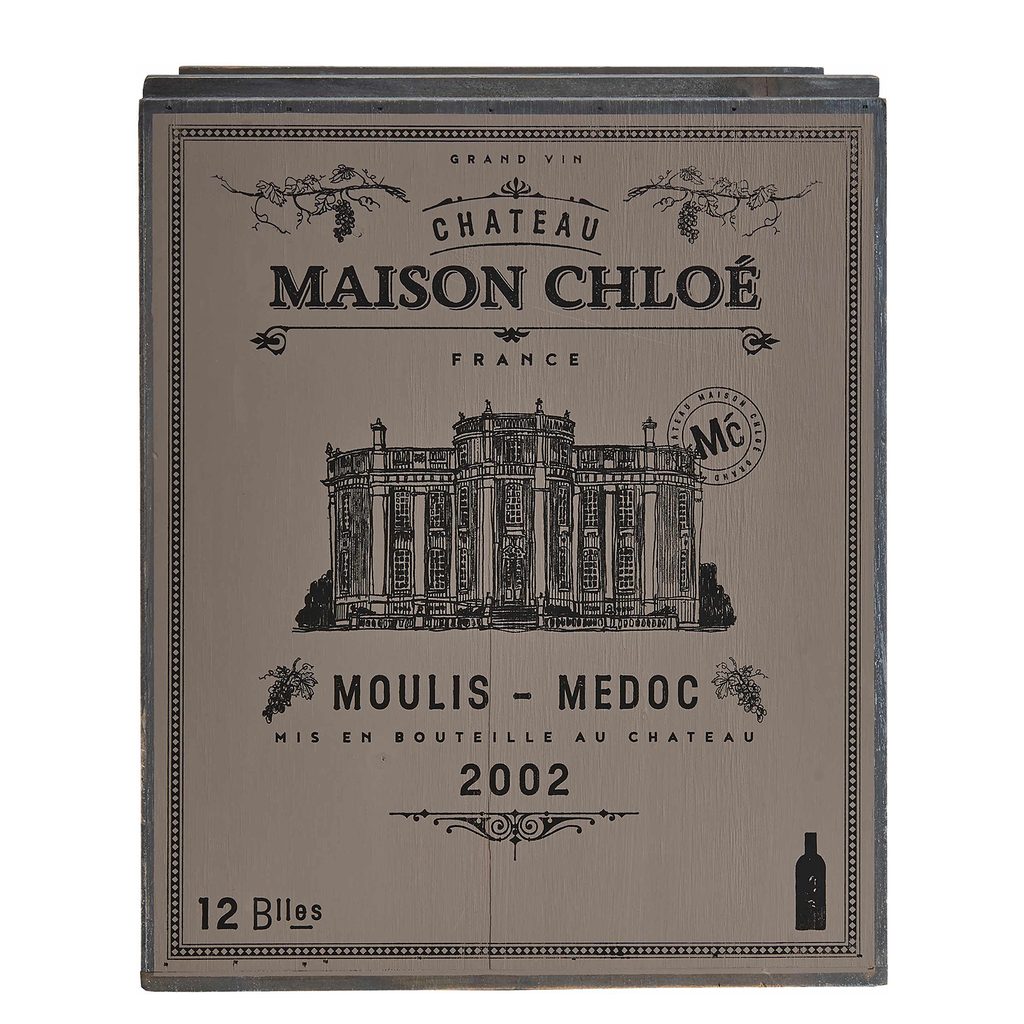 GRAND VIN
CHATEAU
MAISON CHLOÉ
FRANCE
CHATEAU MAISON CHLOÉ GRAND
Mć
MOULIS - MEDOC
MIS EN BOUTEILLE AU CHATEAU
2002
12 Blles